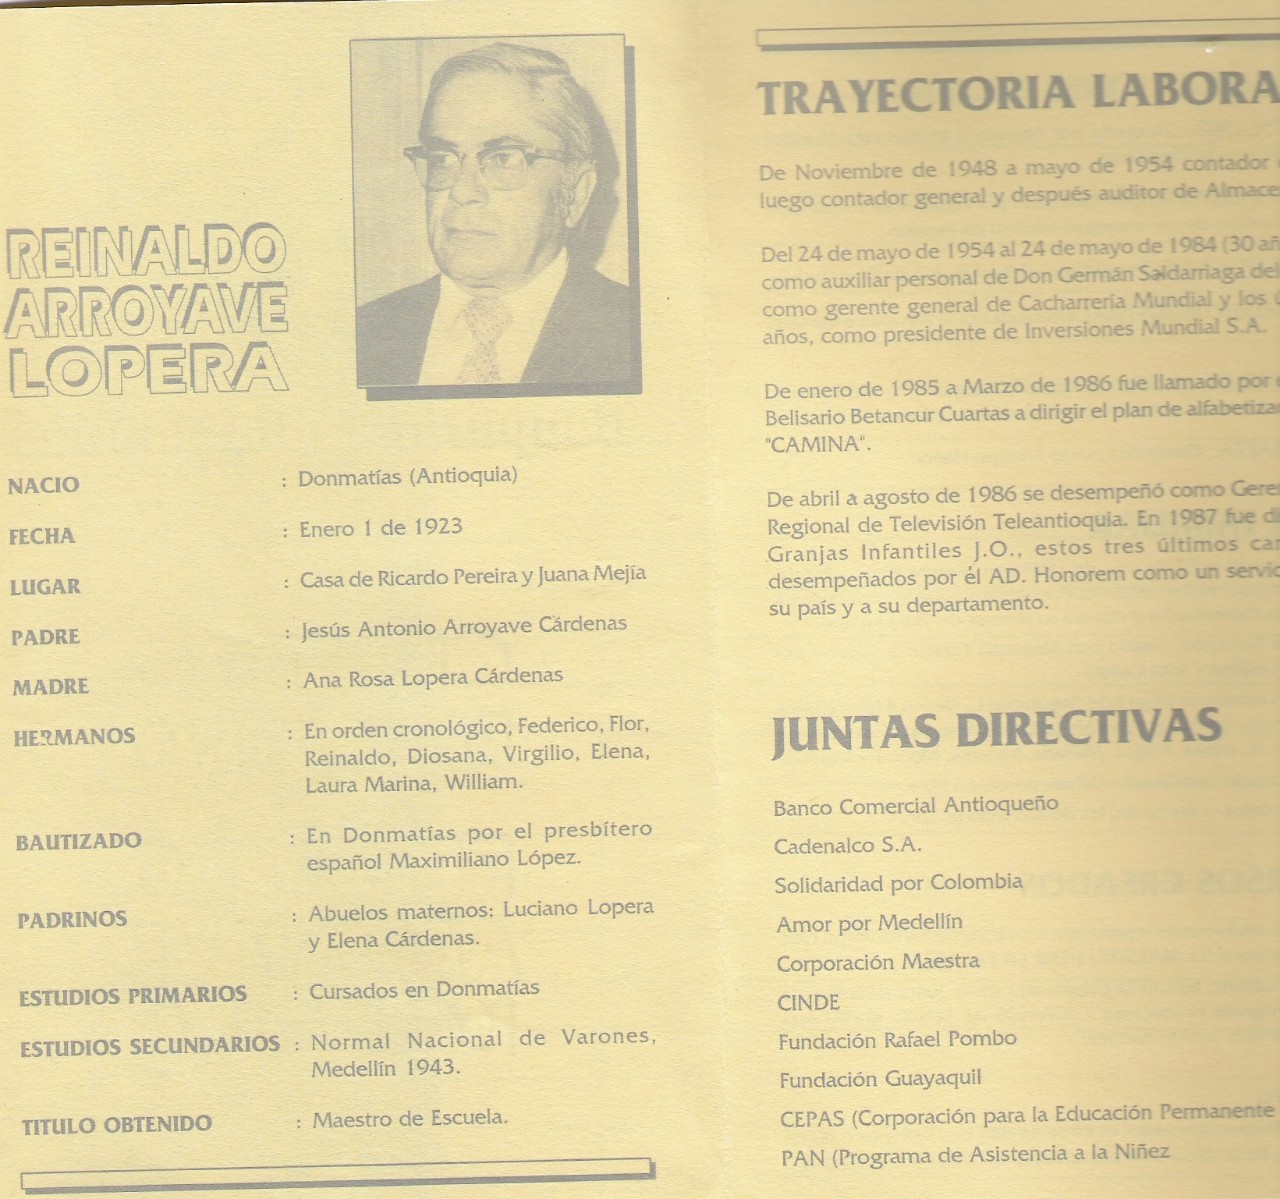 REINALDO
ARROYAVE
LOPERA
NACIO : Donmatías (Antioquia)
FECHA : Enero 1 de 1923
LUGAR : Casa de Ricardo Pereira y Juana Mejía
PADRE : Jesús Antonio Arroyave Cárdenas
MADRE : Ana Rosa Lopera Cárdenas
HERMANOS : En orden cronológico, Federico, Flor,
Reinaldo, Diosana, Virgilio, Elena,
Laura Marina, William.
BAUTIZADO : En Donmatías por el presbítero
español Maximiliano López.
PADRINOS : Abuelos maternos: Luciano Lopera
y Elena Cárdenas.
ESTUDIOS PRIMARIOS : Cursados en Donmatías
ESTUDIOS SECUNDARIOS : Normal Nacional de Varones,
Medellín 1943.
TITULO OBTENIDO : Maestro de Escuela.
TRAYECTORIA LABORA
De Noviembre de 1948 a mayo de 1954 contador
luego contador general y después auditor de Almace
Del 24 de mayo de 1954 al 24 de mayo de 1984 (30 añ
como auxiliar personal de Don Germán Saldarriaga del
como gerente general de Cacharrería Mundial y los
años, como presidente de Inversiones Mundial S.A.
De enero de 1985 a Marzo de 1986 fue llamado por
Belisario Betancur Cuartas a dirigir el plan de alfabetiza
"CAMINA".
De abril a agosto de 1986 se desempeñó como Gere
Regional de Televisión Teleantioquia. En 1987 fue di
Granjas Infantiles J.O., estos tres últimos car
desempeñados por él AD. Honorem como un servic
su país y a su departamento.
JUNTAS DIRECTIVAS
Banco Comercial Antioqueño
Cadenalco S.A.
Solidaridad por Colombia
Amor por Medellín
Corporación Maestra
CINDE
Fundación Rafael Pombo
Fundación Guayaquil
CEPAS (Corporación para la Educación Permanente
PAN (Programa de Asistencia a la Niñez